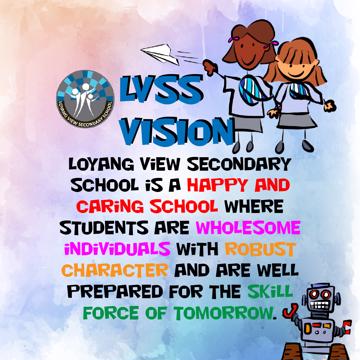 LVSS
VISION
LOYANG VIEW SECONDARY SCHOOL
LOYANG VIEW SECONDARY
SCHOOL IS A HAPPY AND
CARING SCHOOL WHERE
STUDENTS ARE WHOLESOME
INDIVIDUALS WITH ROBUST
CHARACTER AND ARE WELL
PREPARED FOR THE SKILL
FORCE OF TOMORROW.